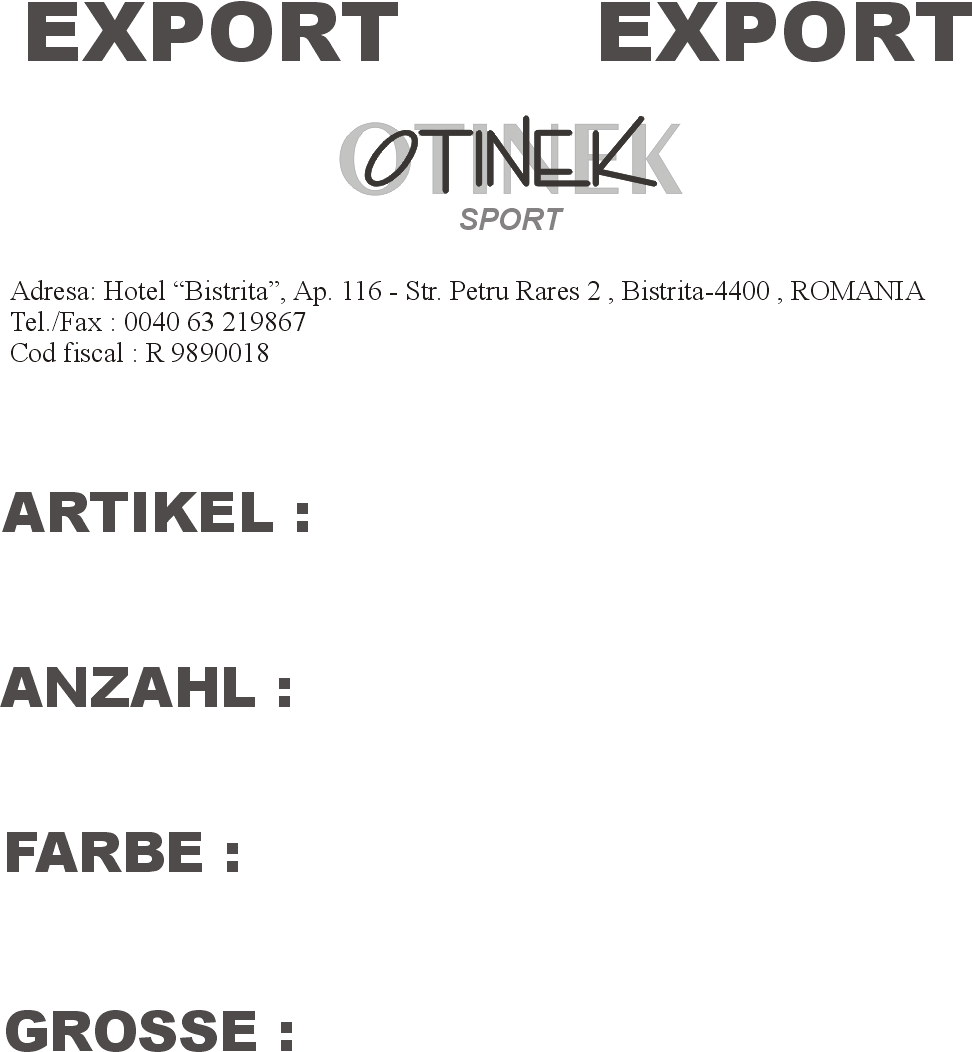 EXPORT EXPORT
OTINEK
SPORT
Adresa: Hotel “Bistrita”, Ap. 116 - Str. Petru Rares 2 , Bistrita-4400 , ROMANIA
Tel./Fax : 0040 63 219867
Cod fiscal : R 9890018
ARTIKEL :
ANZAHL :
FARBE :
GROSSE :